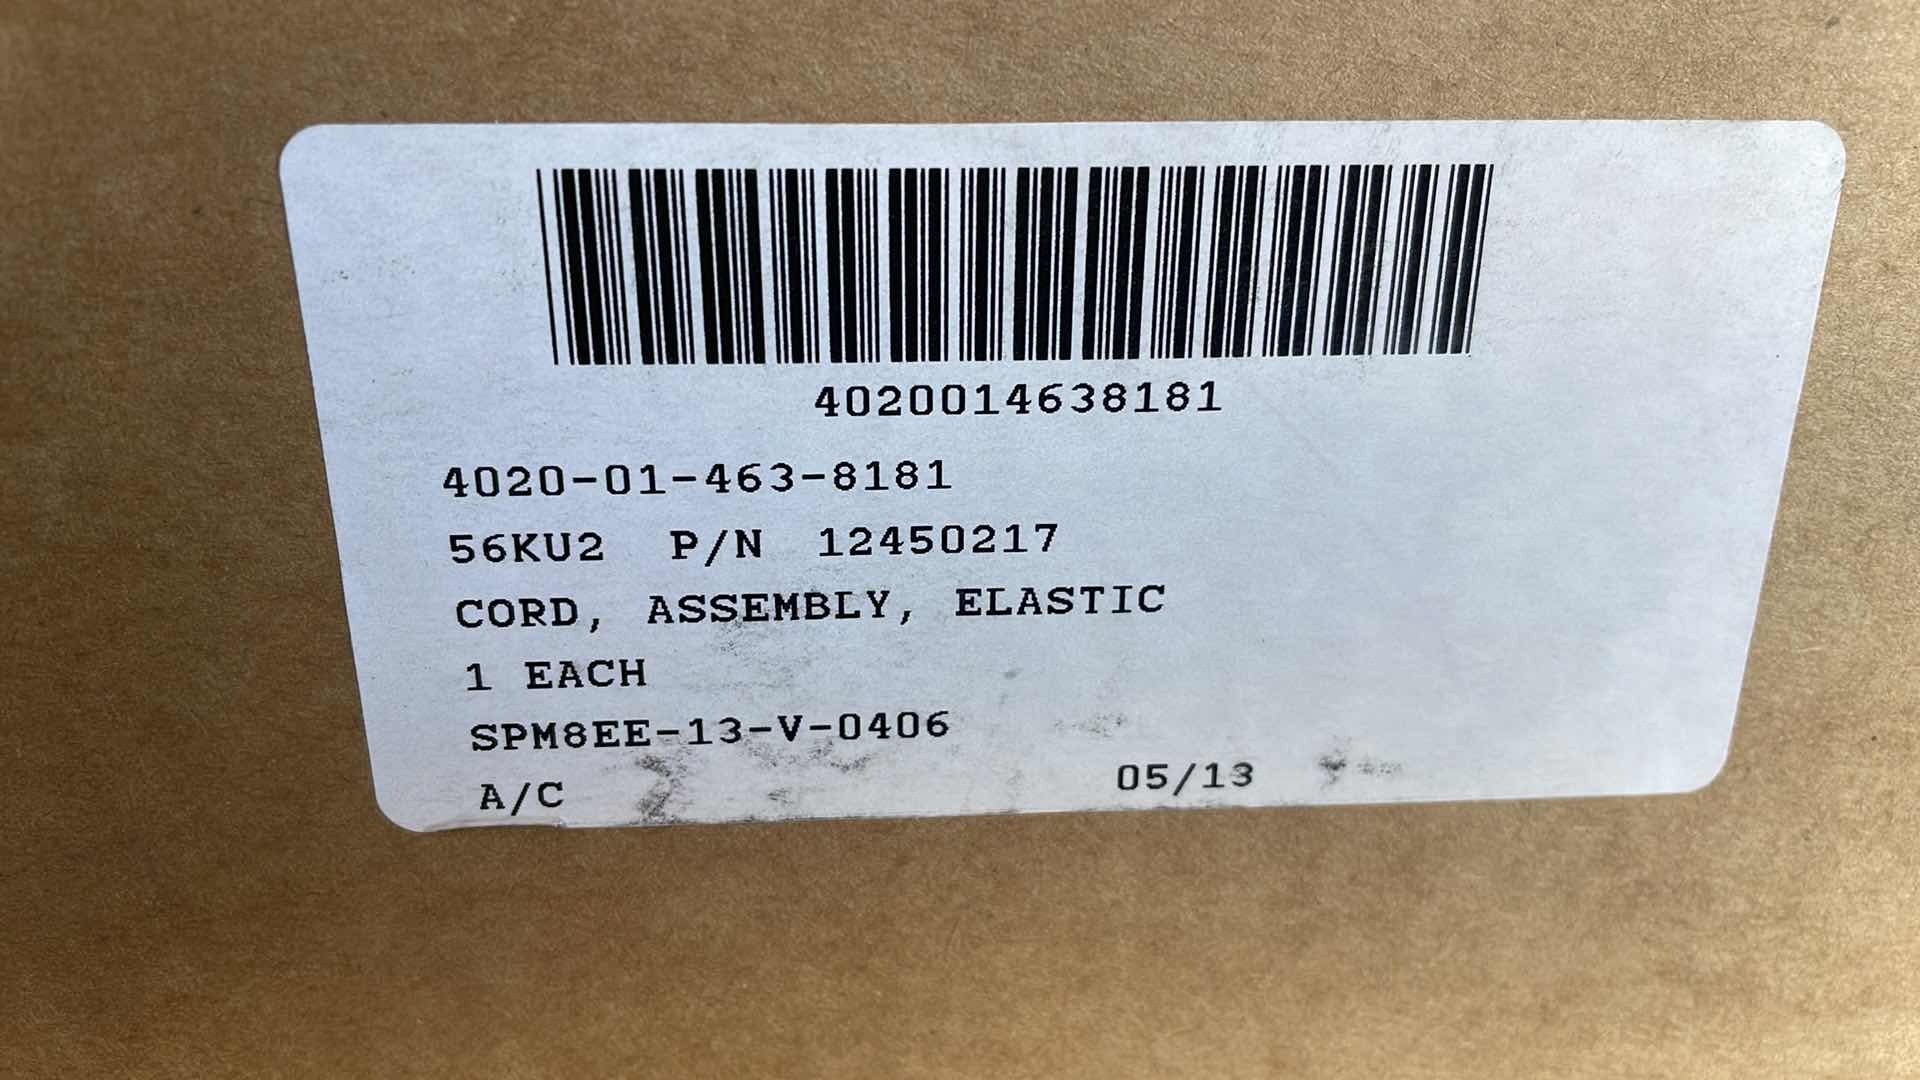 4020014638181
4020-01-463-8181
56KU2 P/N 12450217
CORD, ASSEMBLY, ELASTIC
1 EACH
SPM8EE-13-V-0406
A/C 05/13